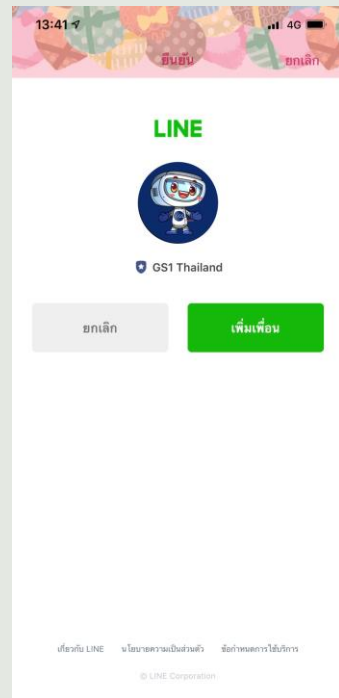 13:41 4G
ยืนยัน ยกเลิก
LINE
GS1 Thailand
ยกเลิก เพิ่มเพื่อน
เกี่ยวกับ LINE นโยบายความเป็นส่วนตัว ข้อกำหนดการใช้บริการ
© LINE Corporation